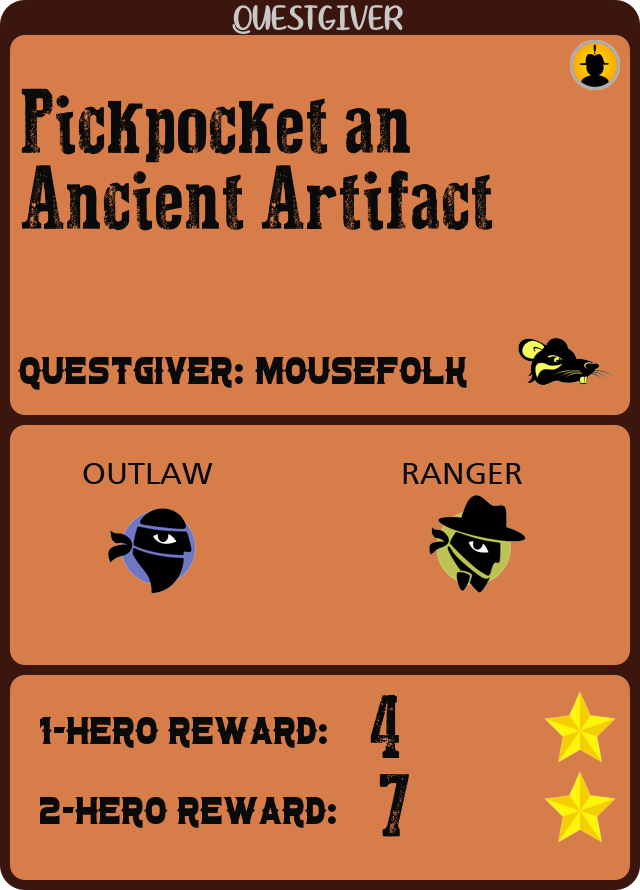 QUESTGIVER
Pickpocket an
Ancient Artifact
QUESTGIVER: MOUSEFOLK
OUTLAW
RANGER
1-HERO REWARD: 4
2-HERO REWARD: 7